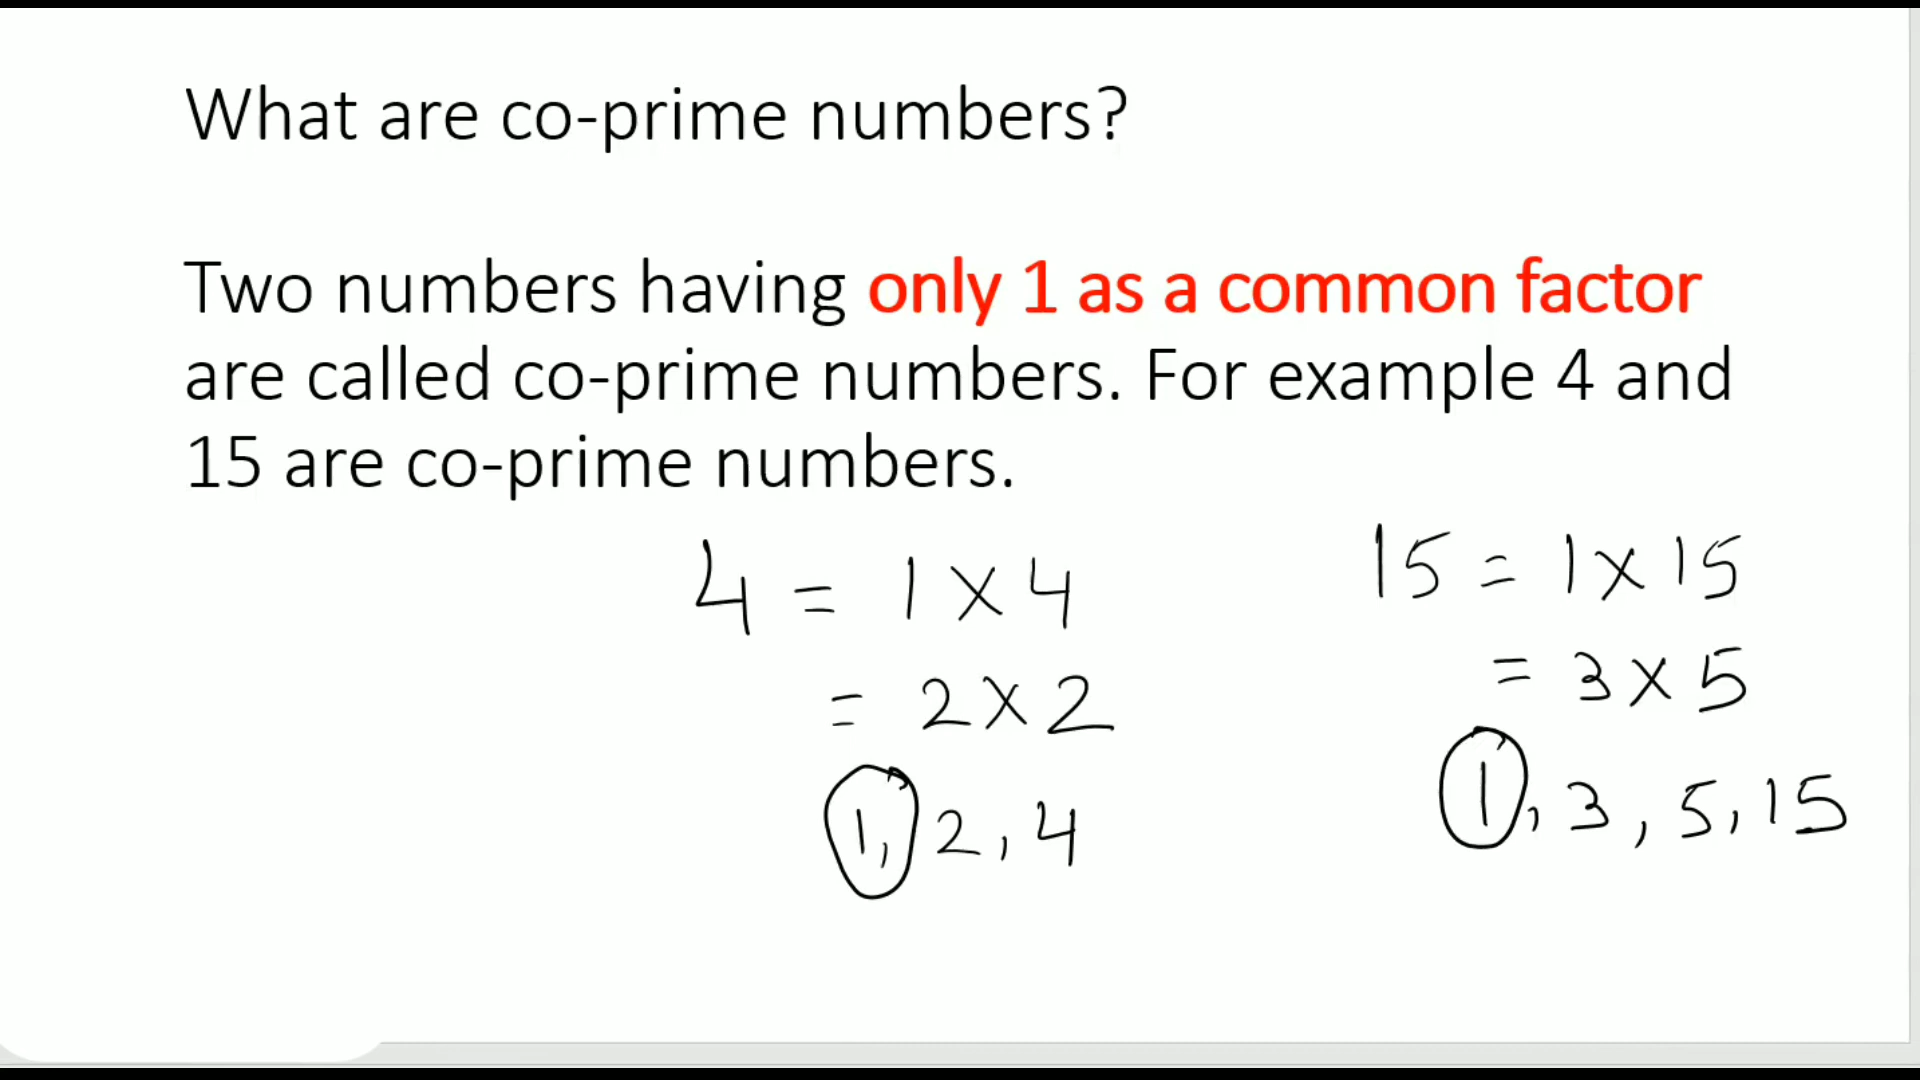 What are co-prime numbers?
Two numbers having only 1 as a common factor
are called co-prime numbers. For example 4 and
15 are co-prime numbers.
4 = 1 × 4
= 2 × 2
1, 2, 4
15 = 1 × 15
= 3 × 5
1, 3, 5, 15